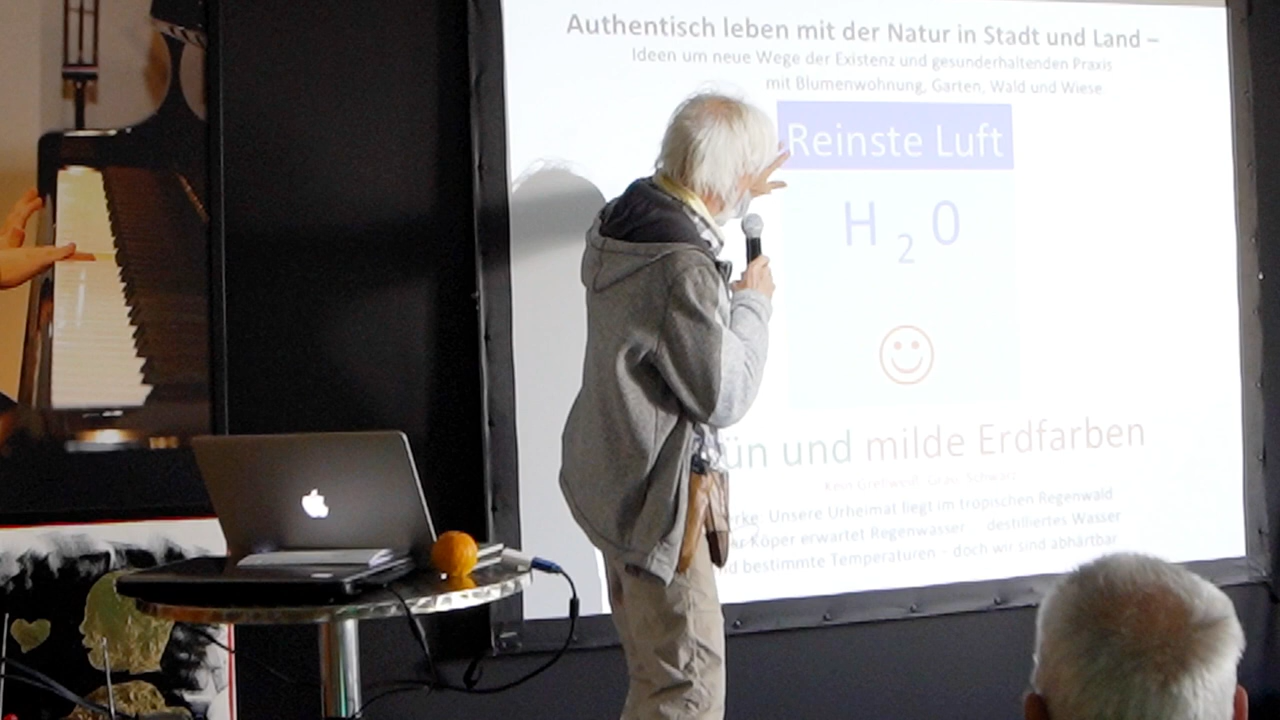 Authentisch leben mit der Natur in Stadt und Land –
Ideen um neue Wege der Existenz und gesunderhaltenden Praxis
mit Blumenwohnung, Garten, Wald und Wiese
Reinste Luft
H 2 O
ün und milde Erdfarben
Unsere Urheimat liegt im tropischen Regenwald
Köper erwartet Regenwasser destilliertes Wasser
bestimmte Temperaturen – doch wir sind abhärtbar